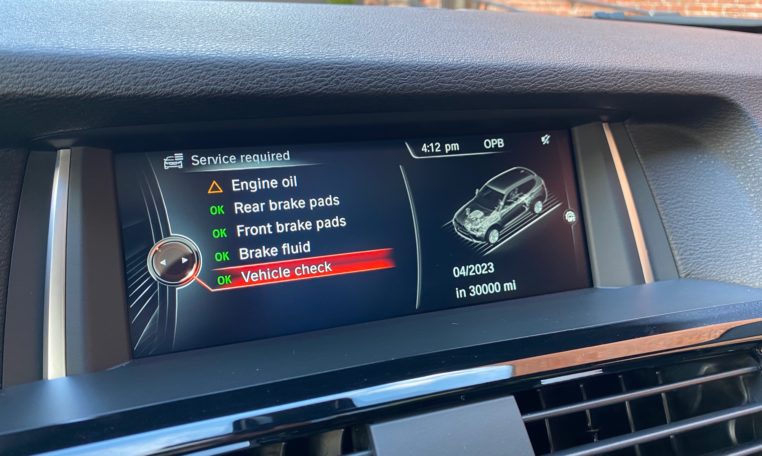 Service required
4:12 pm OPB
Engine oil
OK Rear brake pads
OK Front brake pads
OK Brake fluid
OK Vehicle check
04/2023
in 30000 mi